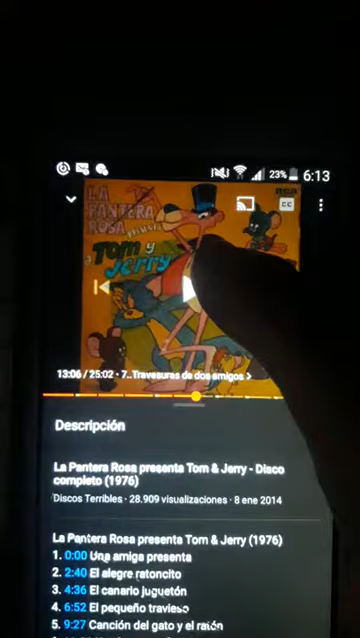 23% 6:13
RCA
LA
PANTERA
ROSA
PRESENTA
a Tom y
Jerry
CC
13:06 / 25:02 · 7..Travesuras de dos amigos >
Descripción
La Pantera Rosa presenta Tom & Jerry - Disco
completo (1976)
Discos Terribles · 28.909 visualizaciones · 8 ene 2014
La Pantera Rosa presenta Tom & Jerry (1976)
1. 0:00 Una amiga presenta
2. 2:40 El alegre ratoncito
3. 4:36 El canario juguetón
4. 6:52 El pequeño travieso
5. 9:27 Canción del gato y el ratón